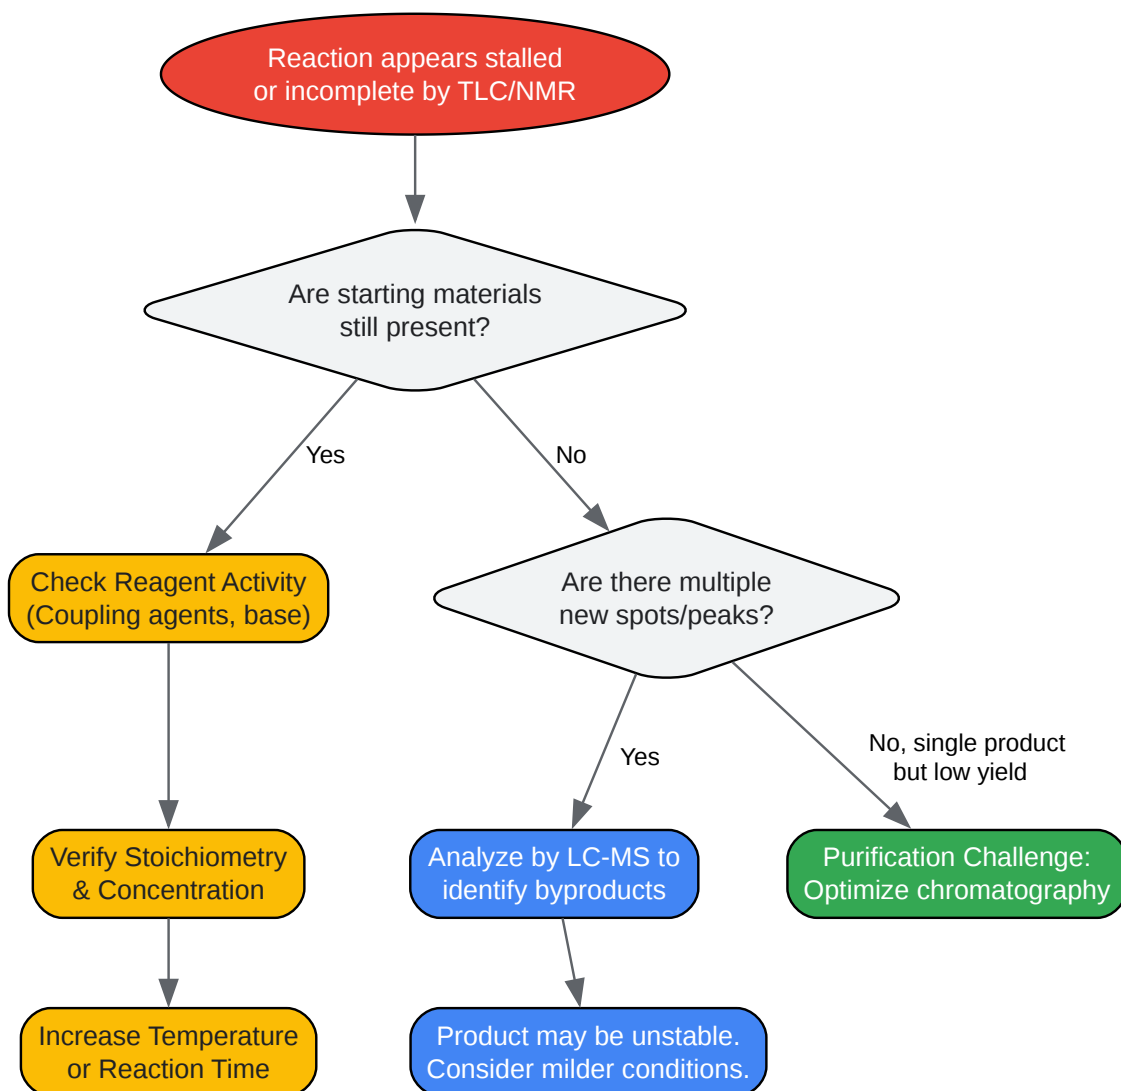 Reaction appears stalled
or incomplete by TLC/NMR
Are starting materials
still present?
Yes
No
Check Reagent Activity
(Coupling agents, base)
Are there multiple
new spots/peaks?
Yes
No, single product
but low yield
Verify Stoichiometry
& Concentration
Analyze by LC-MS to
identify byproducts
Purification Challenge:
Optimize chromatography
Increase Temperature
or Reaction Time
Product may be unstable.
Consider milder conditions.